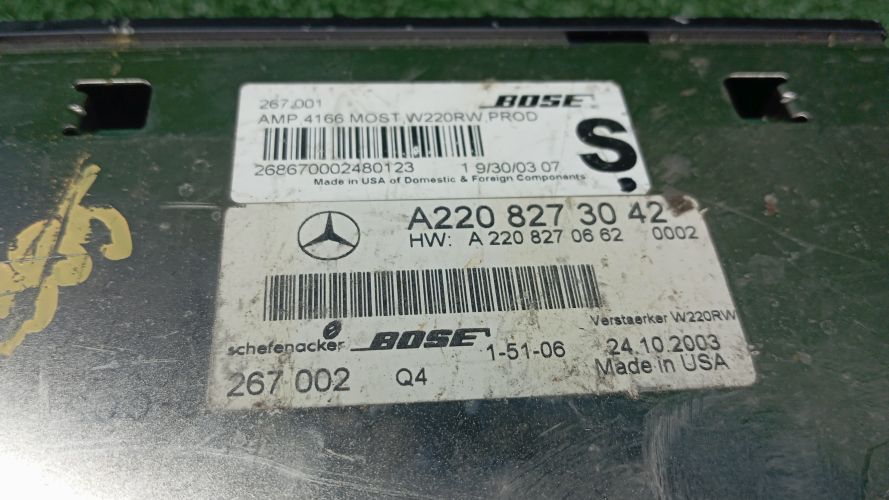 267.001 BOSE
AMP 4166 MOST W220RW.PROD
S
268670002480123 1 9/30/03 07
Made in USA of Domestic & Foreign Components
A220 827 30 42
HW: A 220 827 06 62 0002
Verstaerker W220RW
schefenacker BOSE 1-51-06 24.10.2003
267 002 Q4 Made in USA